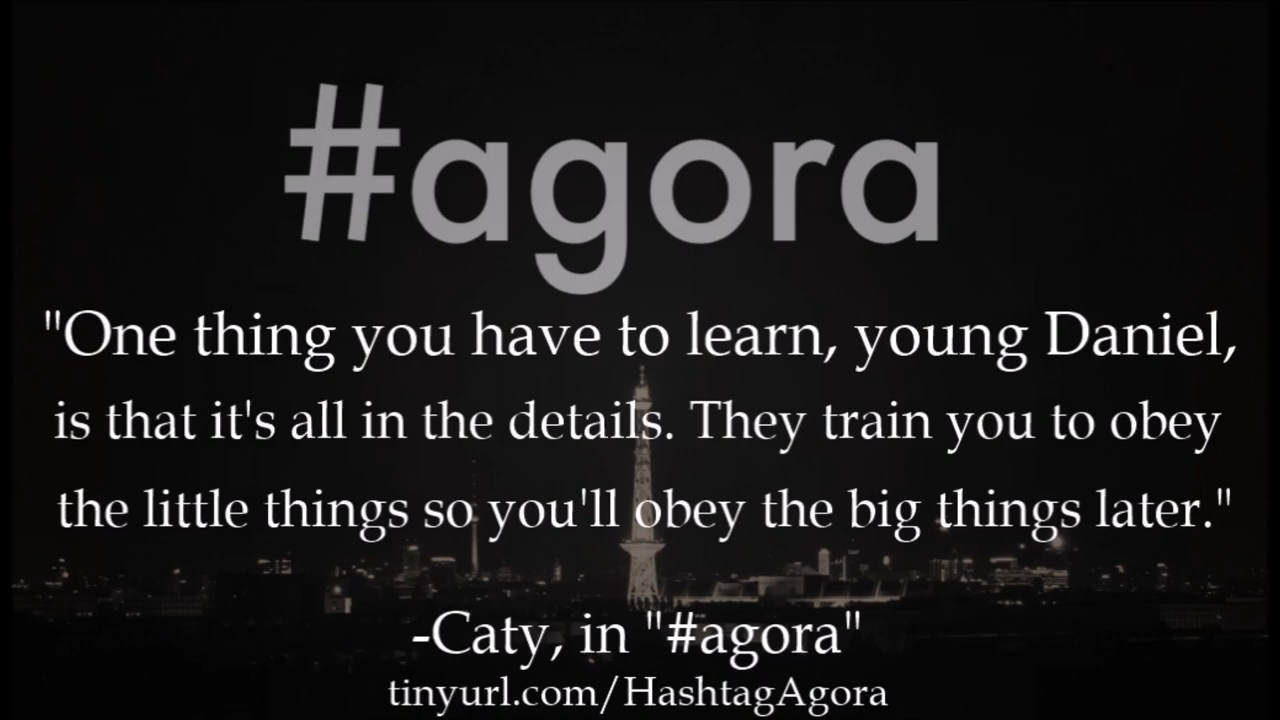 #agora
"One thing you have to learn, young Daniel,
is that it's all in the details. They train you to obey
the little things so you'll obey the big things later."
-Caty, in "#agora"
tinyurl.com/HashtagAgora